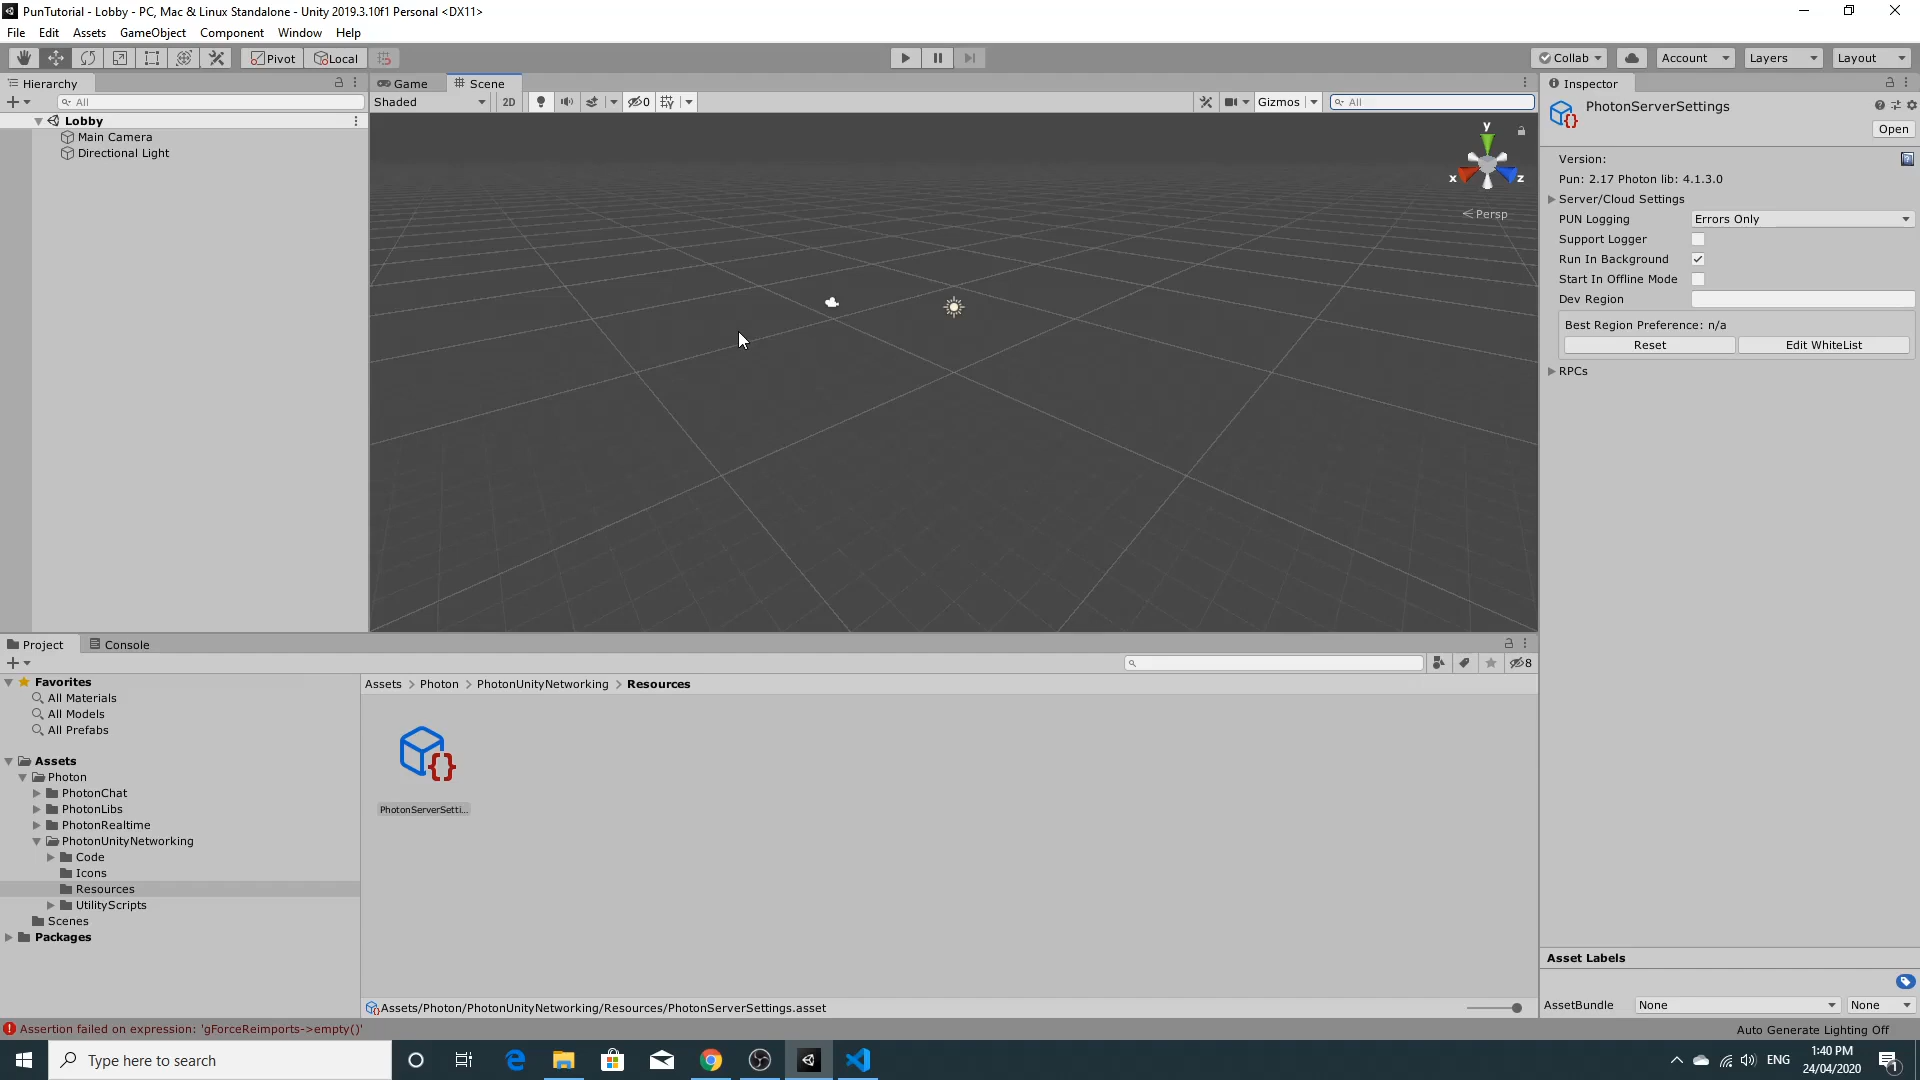 PunTutorial - Lobby - PC, Mac & Linux Standalone - Unity 2019.3.10f1 Personal <DX11>
File Edit Assets GameObject Component Window Help
Pivot Local Collab Account Layers Layout
Hierarchy
All
Lobby
Main Camera
Directional Light
Game Scene
Shaded 2D 0 Gizmos All
y
x z
Persp
Inspector
PhotonServerSettings
Open
Version:
Pun: 2.17 Photon lib: 4.1.3.0
Server/Cloud Settings
PUN Logging Errors Only
Support Logger
Run In Background
Start In Offline Mode
Dev Region
Best Region Preference: n/a
Reset Edit WhiteList
RPCs
Project Console
8
Favorites
All Materials
All Models
All Prefabs
Assets
Photon
PhotonChat
PhotonLibs
PhotonRealtime
PhotonUnityNetworking
Code
Icons
Resources
UtilityScripts
Scenes
Packages
Assets > Photon > PhotonUnityNetworking > Resources
PhotonServerSetti...
Assets/Photon/PhotonUnityNetworking/Resources/PhotonServerSettings.asset
Asset Labels
AssetBundle None None
Assertion failed on expression: 'gForceReimports->empty()'
Auto Generate Lighting Off
Type here to search
ENG
1:40 PM
24/04/2020
1